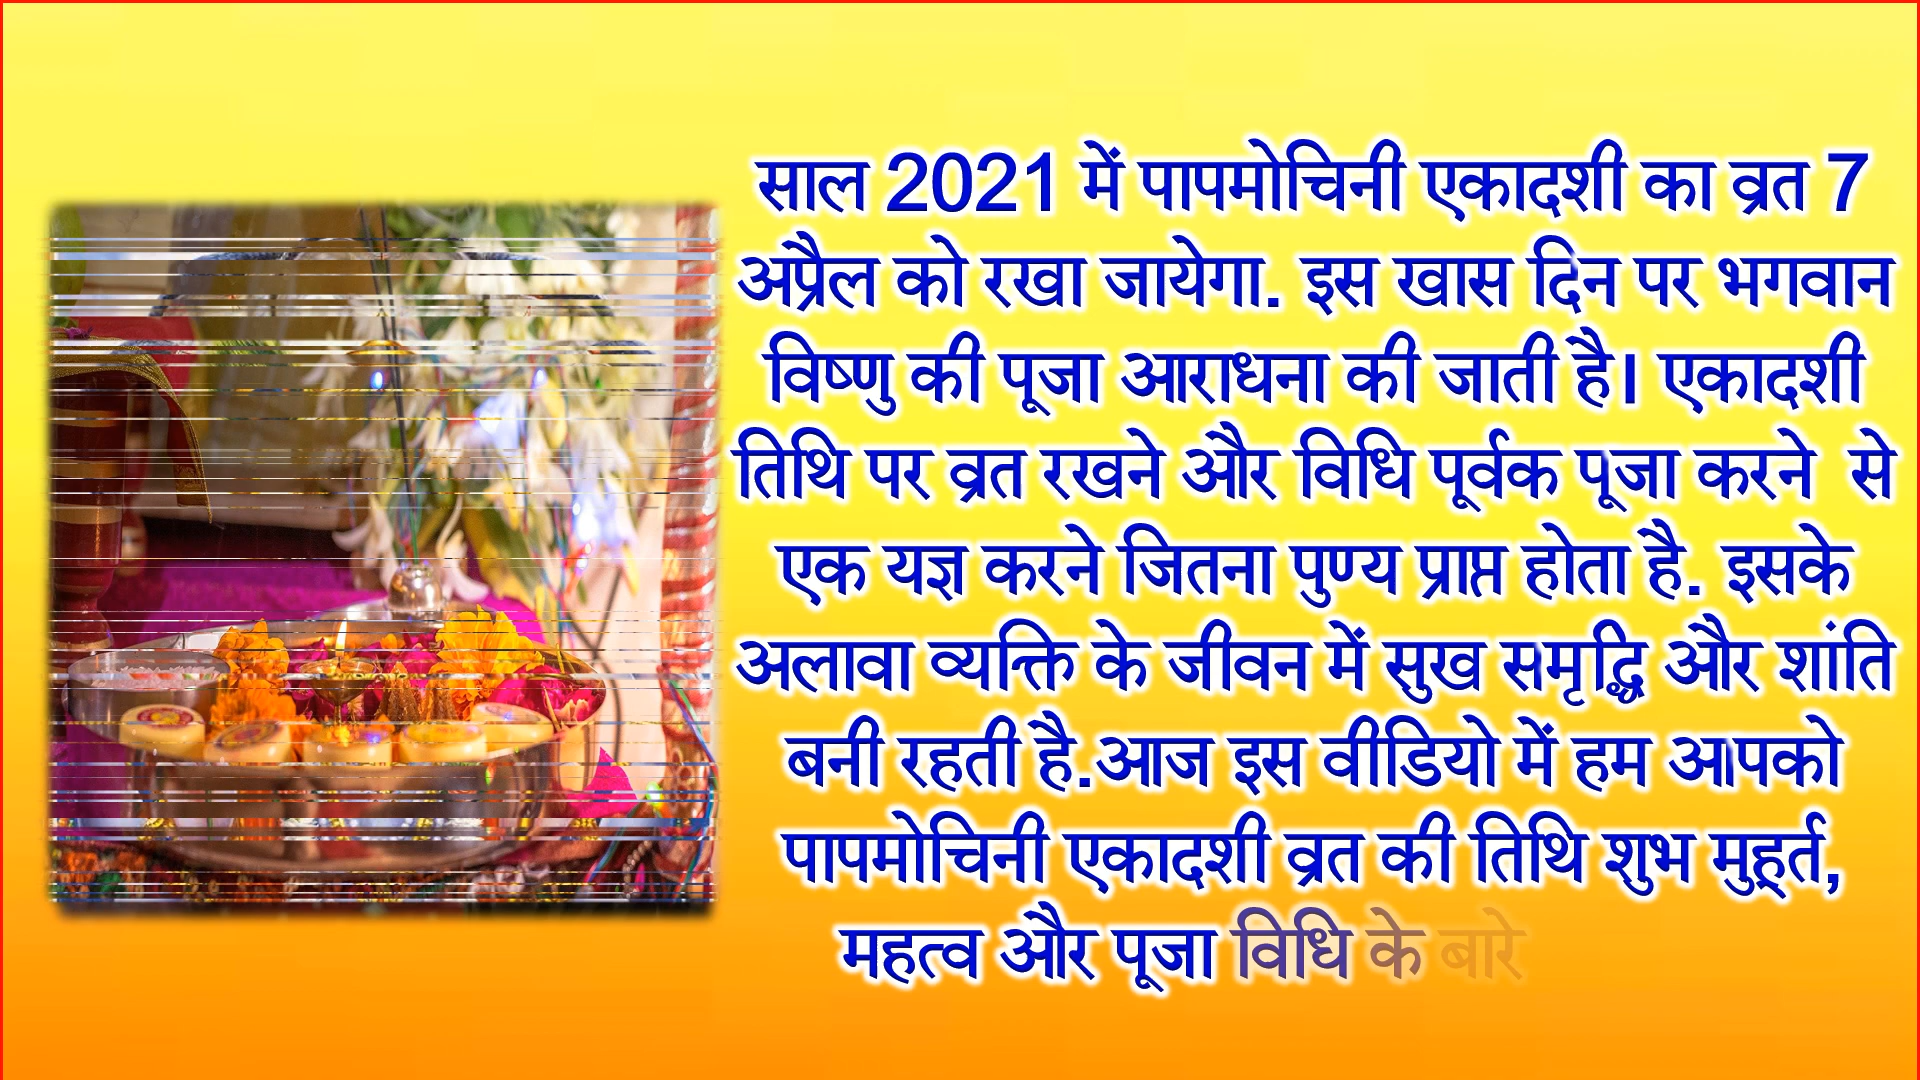 साल 2021 में पापमोचिनी एकादशी का व्रत 7
अप्रैल को रखा जायेगा. इस खास दिन पर भगवान
विष्णु की पूजा आराधना की जाती है। एकादशी
तिथि पर व्रत रखने और विधि पूर्वक पूजा करने  से
एक यज्ञ करने जितना पुण्य प्राप्त होता है. इसके
अलावा व्यक्ति के जीवन में सुख समृद्धि और शांति
बनी रहती है.आज इस वीडियो में हम आपको
पापमोचिनी एकादशी व्रत की तिथि शुभ मुहूर्त,
महत्व और पूजा विधि के बारे